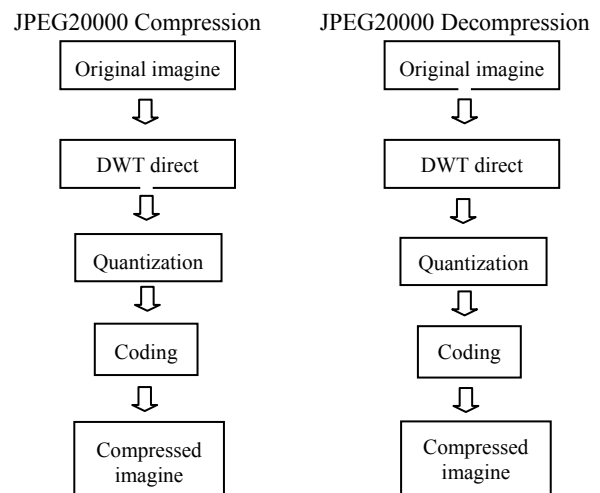 JPEG20000 Compression
Original imagine
DWT direct
Quantization
Coding
Compressed
imagine
JPEG20000 Decompression
Original imagine
DWT direct
Quantization
Coding
Compressed
imagine